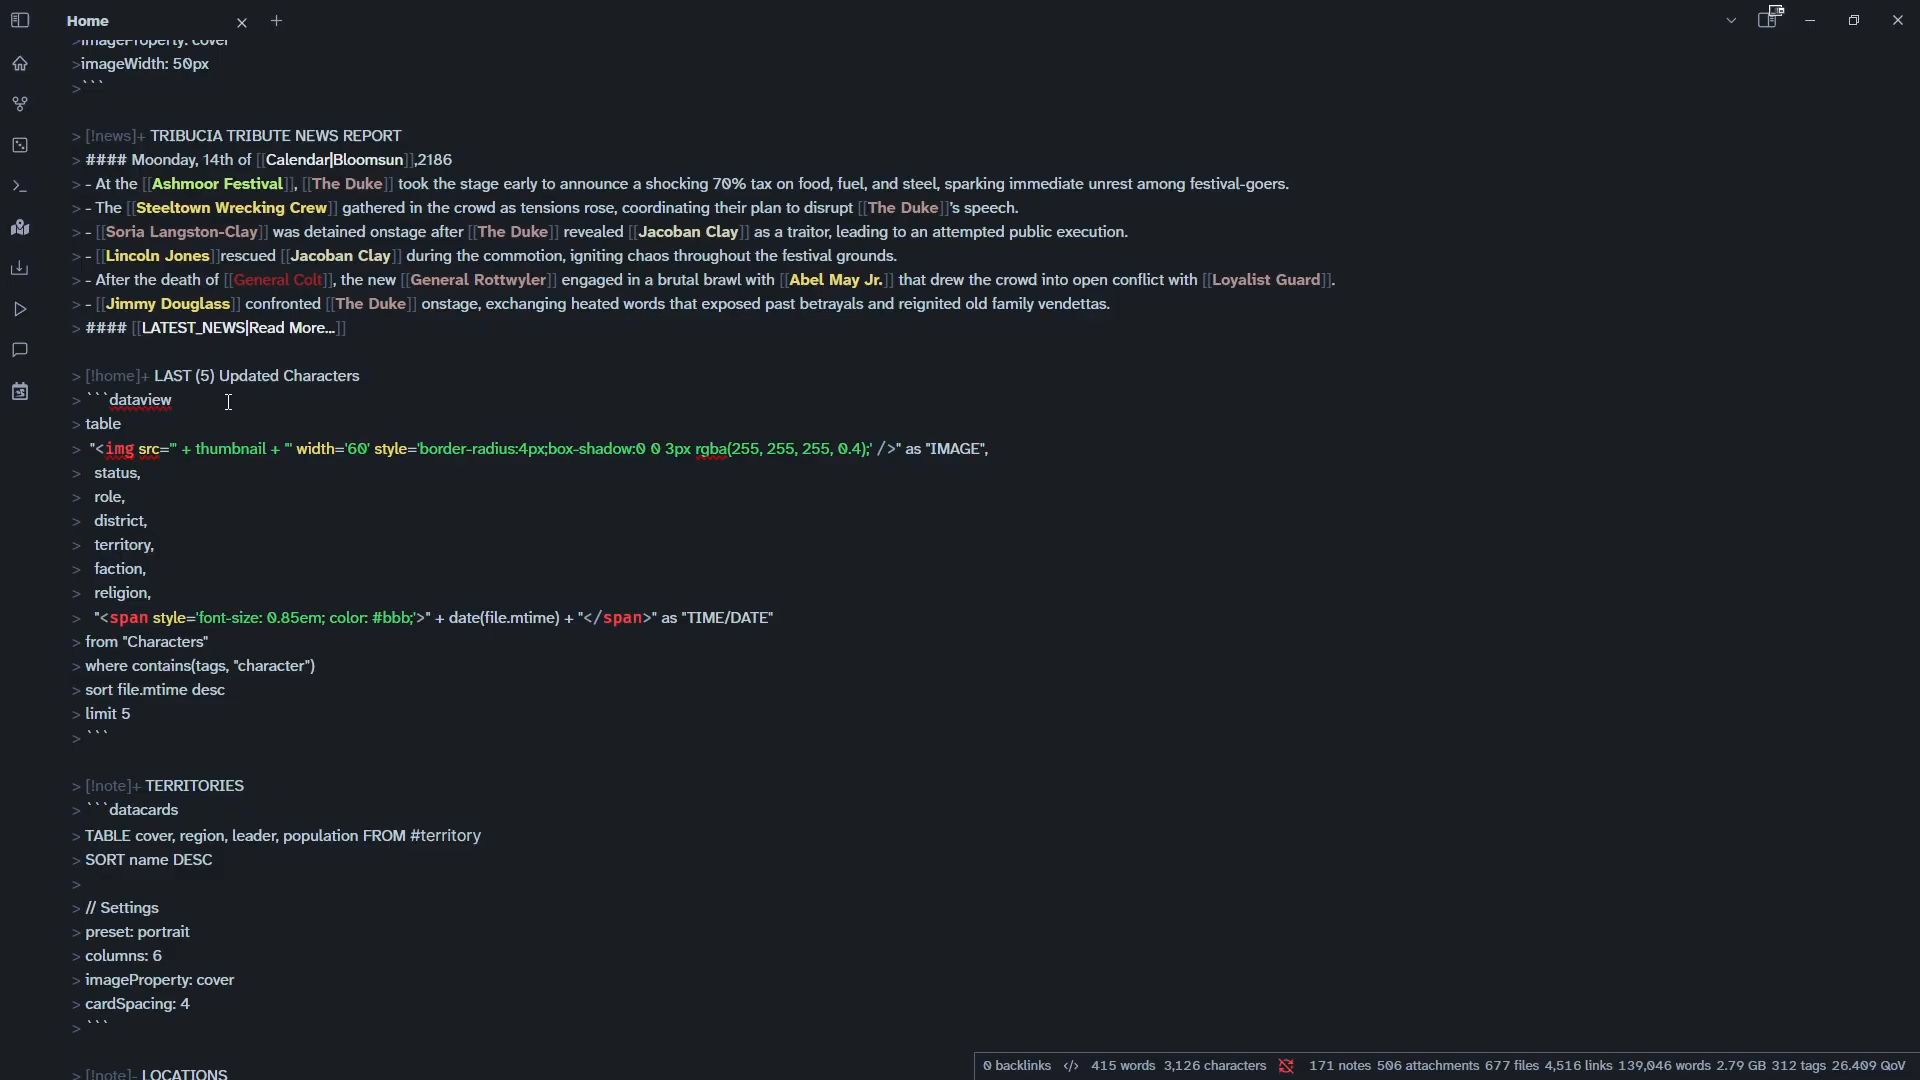 Home
>imageProperty: cover
>imageWidth: 50px
>```
> [!news]+ TRIBUCIA TRIBUTE NEWS REPORT
> #### Moonday, 14th of [[Calendar|Bloomsun]],2186
> - At the [[Ashmoor Festival]], [[The Duke]] took the stage early to announce a shocking 70% tax on food, fuel, and steel, sparking immediate unrest among festival-goers.
> - The [[Steeltown Wrecking Crew]] gathered in the crowd as tensions rose, coordinating their plan to disrupt [[The Duke]]'s speech.
> - [[Soria Langston-Clay]] was detained onstage after [[The Duke]] revealed [[Jacoban Clay]] as a traitor, leading to an attempted public execution.
> - [[Lincoln Jones]]rescued [[Jacoban Clay]] during the commotion, igniting chaos throughout the festival grounds.
> - After the death of [[General Colt]], the new [[General Rottwyler]] engaged in a brutal brawl with [[Abel May Jr.]] that drew the crowd into open conflict with [[Loyalist Guard]].
> - [[Jimmy Douglass]] confronted [[The Duke]] onstage, exchanging heated words that exposed past betrayals and reignited old family vendettas.
> #### [[LATEST_NEWS|Read More...]]
> [!home]+ LAST (5) Updated Characters
> ```dataview
> table
> "<img src='" + thumbnail + "' width='60' style='border-radius:4px;box-shadow:0 0 3px rgba(255, 255, 255, 0.4);' />" as "IMAGE",
> status,
> role,
> district,
> territory,
> faction,
> religion,
> "<span style='font-size: 0.85em; color: #bbb;'>" + date(file.mtime) + "</span>" as "TIME/DATE"
> from "Characters"
> where contains(tags, "character")
> sort file.mtime desc
> limit 5
> ```
> [!note]+ TERRITORIES
> ```datacards
> TABLE cover, region, leader, population FROM #territory
> SORT name DESC
>
> // Settings
> preset: portrait
> columns: 6
> imageProperty: cover
> cardSpacing: 4
> ```
> [!note]- LOCATIONS
0 backlinks </> 415 words 3,126 characters 171 notes 506 attachments 677 files 4,516 links 139,046 words 2.79 GB 312 tags 26.409 QoV